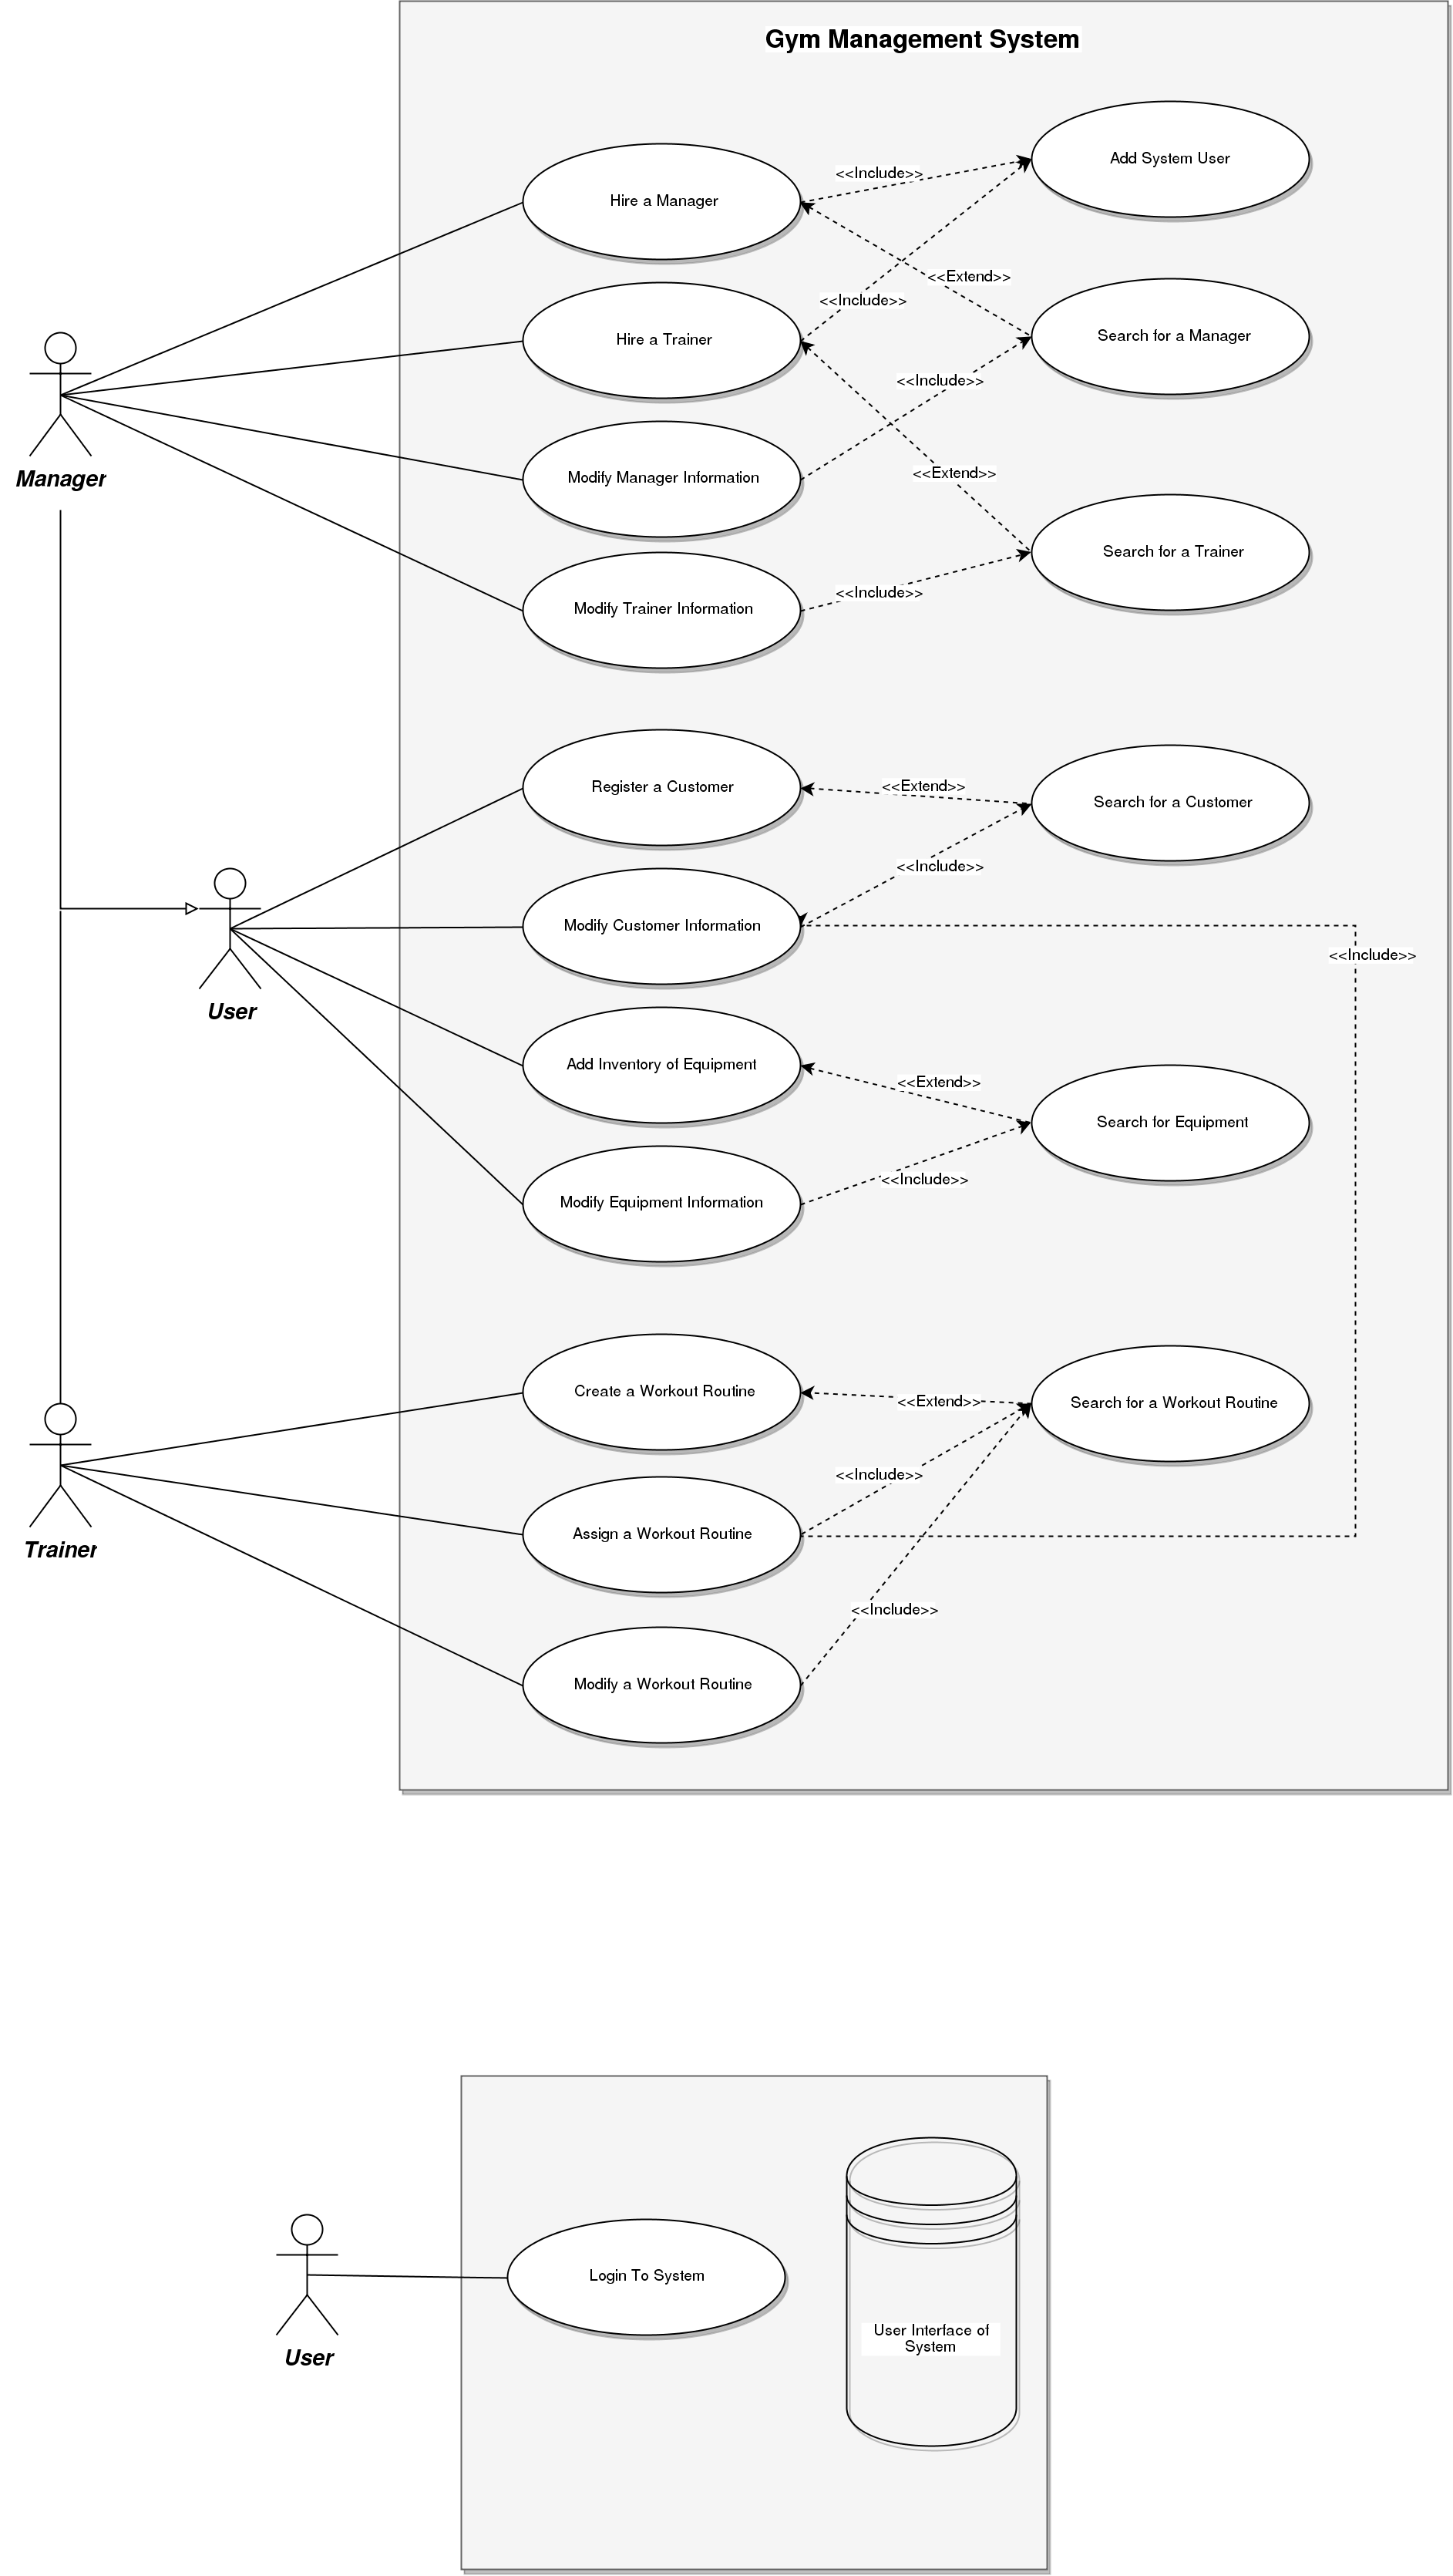 Gym Management System
Add System User
<<Include>>
Hire a Manager
<<Extend>>
<<Include>>
Hire a Trainer
Search for a Manager
<<Include>>
Manager
<<Extend>>
Modify Manager Information
Search for a Trainer
<<Include>>
Modify Trainer Information
Register a Customer
<<Extend>>
Search for a Customer
<<Include>>
Modify Customer Information
<<Include>>
User
Add Inventory of Equipment
<<Extend>>
Search for Equipment
<<Include>>
Modify Equipment Information
Create a Workout Routine
<<Extend>>
Search for a Workout Routine
<<Include>>
Assign a Workout Routine
Trainer
<<Include>>
Modify a Workout Routine
Login To System
User Interface of
System
User